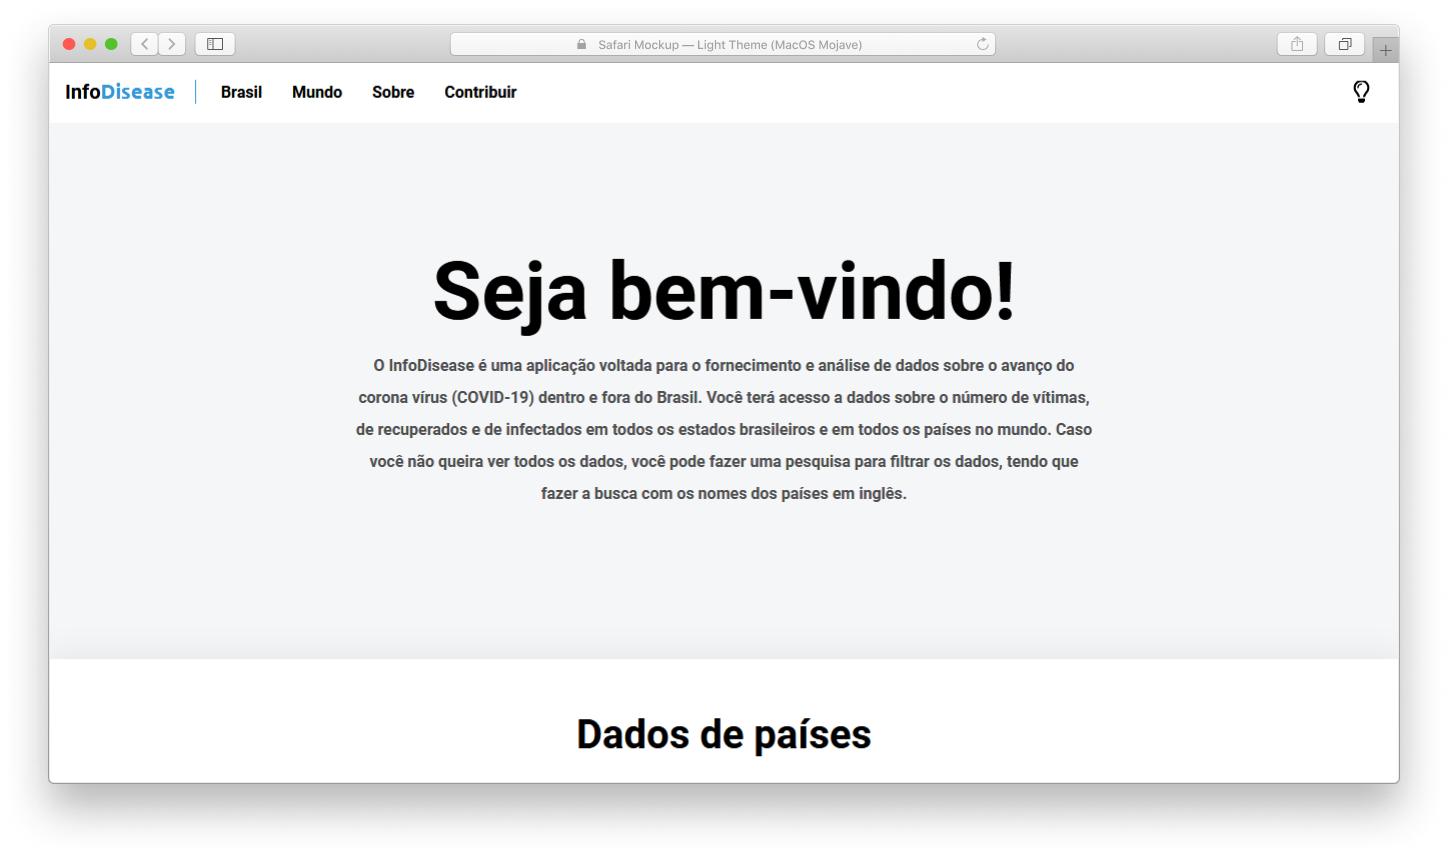 Safari Mockup — Light Theme (MacOS Mojave)
InfoDisease Brasil Mundo Sobre Contribuir
Seja bem-vindo!
O InfoDisease é uma aplicação voltada para o fornecimento e análise de dados sobre o avanço do
corona vírus (COVID-19) dentro e fora do Brasil. Você terá acesso a dados sobre o número de vítimas,
de recuperados e de infectados em todos os estados brasileiros e em todos os países no mundo. Caso
você não queira ver todos os dados, você pode fazer uma pesquisa para filtrar os dados, tendo que
fazer a busca com os nomes dos países em inglês.
Dados de países